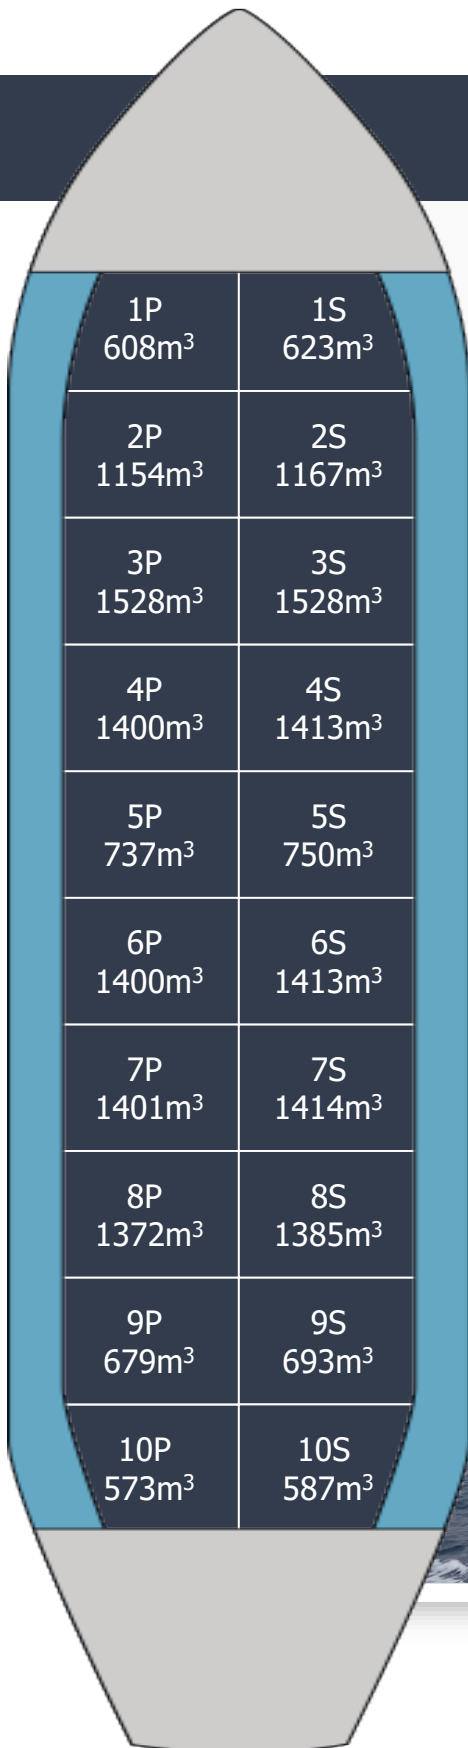 1P
608m³
1S
623m³
2P
1154m³
2S
1167m³
3P
1528m³
3S
1528m³
4P
1400m³
4S
1413m³
5P
737m³
5S
750m³
6P
1400m³
6S
1413m³
7P
1401m³
7S
1414m³
8P
1372m³
8S
1385m³
9P
679m³
9S
693m³
10P
573m³
10S
587m³